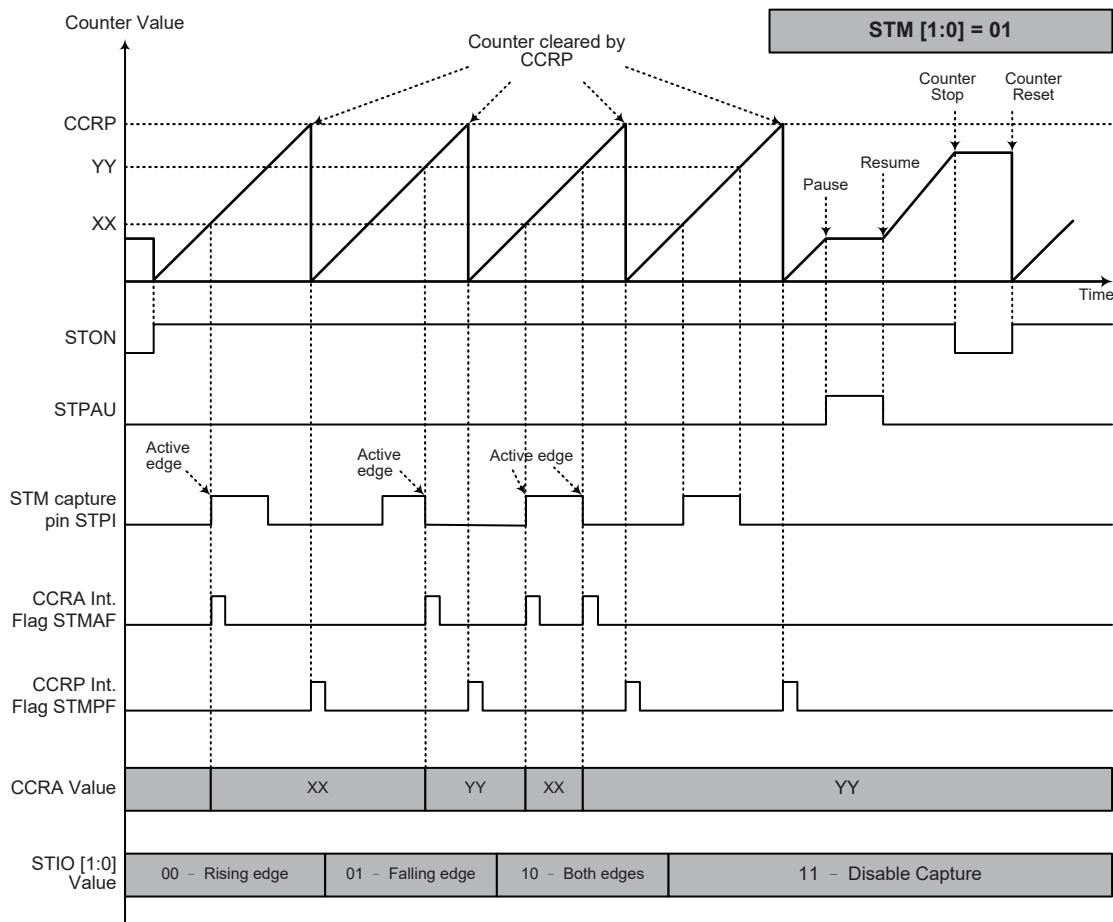 Counter Value
STM [1:0] = 01
Counter cleared by
CCRP
Counter
Stop
Counter
Reset
CCRP
YY
Resume
Pause
XX
Time
STON
STPAU
Active
edge
Active
edge
Active edge
STM capture
pin STPI
CCRA Int.
Flag STMAF
CCRP Int.
Flag STMPF
CCRA Value
XX
YY
XX
YY
STIO [1:0]
Value
00 - Rising edge
01 - Falling edge
10 - Both edges
11 - Disable Capture